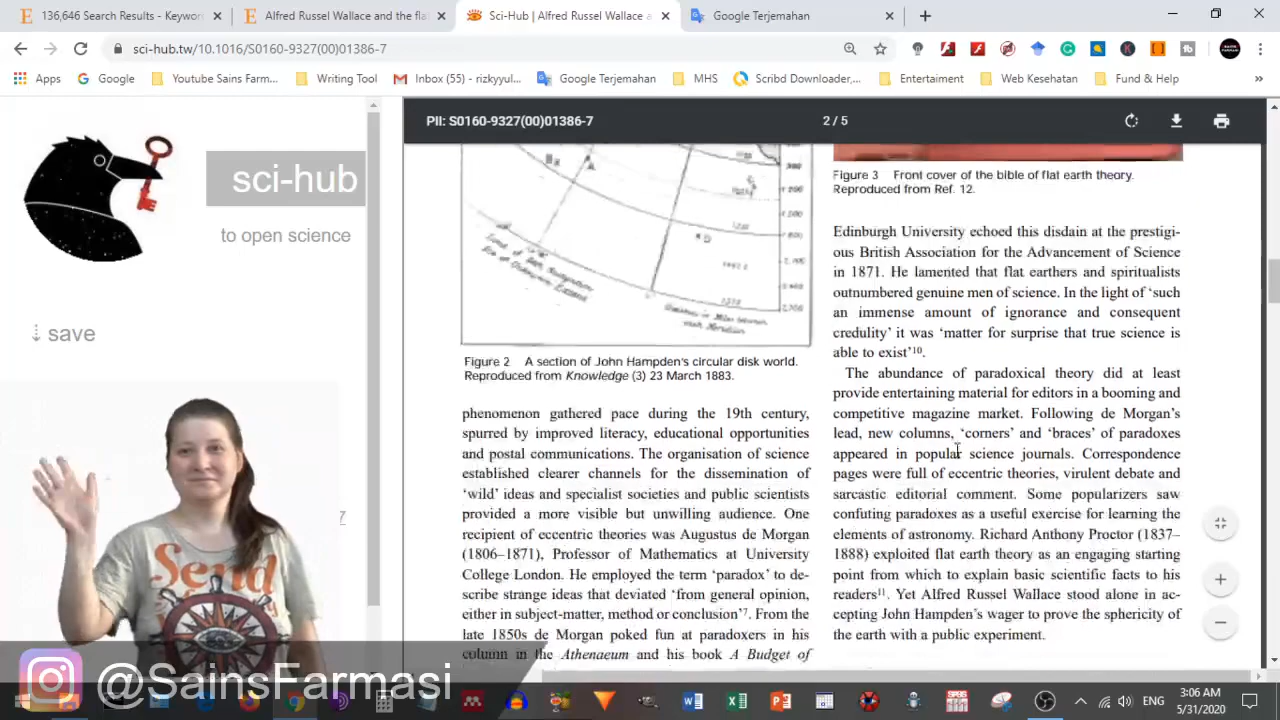 136,646 Search Results - Keywor
Alfred Russel Wallace and the fla
Sci-Hub | Alfred Russel Wallace a
Google Terjemahan
sci-hub.tw/10.1016/S0160-9327(00)01386-7
Apps
Google
Youtube Sains Farm...
Writing Tool
Inbox (55) - rizkyyul...
Google Terjemahan
MHS
Scribd Downloader,...
Entertaiment
Web Kesehatan
Fund & Help
»
sci-hub
to open science
⇣ save
7
PII: S0160-9327(00)01386-7
2 / 5
Figure 2 A section of John Hampden's circular disk world.
Reproduced from Knowledge (3) 23 March 1883.
phenomenon gathered pace during the 19th century,
spurred by improved literacy, educational opportunities
and postal communications. The organisation of science
established clearer channels for the dissemination of
‘wild’ ideas and specialist societies and public scientists
provided a more visible but unwilling audience. One
recipient of eccentric theories was Augustus de Morgan
(1806–1871), Professor of Mathematics at University
College London. He employed the term ‘paradox’ to de-
scribe strange ideas that deviated ‘from general opinion,
either in subject-matter, method or conclusion’⁷. From the
late 1850s de Morgan poked fun at paradoxers in his
column in the Athenaeum and his book A Budget of
Figure 3 Front cover of the bible of flat earth theory.
Reproduced from Ref. 12.
Edinburgh University echoed this disdain at the prestigi-
ous British Association for the Advancement of Science
in 1871. He lamented that flat earthers and spiritualists
outnumbered genuine men of science. In the light of ‘such
an immense amount of ignorance and consequent
credulity’ it was ‘matter for surprise that true science is
able to exist’¹⁰.
The abundance of paradoxical theory did at least
provide entertaining material for editors in a booming and
competitive magazine market. Following de Morgan’s
lead, new columns, ‘corners’ and ‘braces’ of paradoxes
appeared in popular science journals. Correspondence
pages were full of eccentric theories, virulent debate and
sarcastic editorial comment. Some popularizers saw
confuting paradoxes as a useful exercise for learning the
elements of astronomy. Richard Anthony Proctor (1837–
1888) exploited flat earth theory as an engaging starting
point from which to explain basic scientific facts to his
readers¹¹. Yet Alfred Russel Wallace stood alone in ac-
cepting John Hampden’s wager to prove the sphericity of
the earth with a public experiment.
Send
@SainsFarmasi
ENG
3:06 AM
5/31/2020